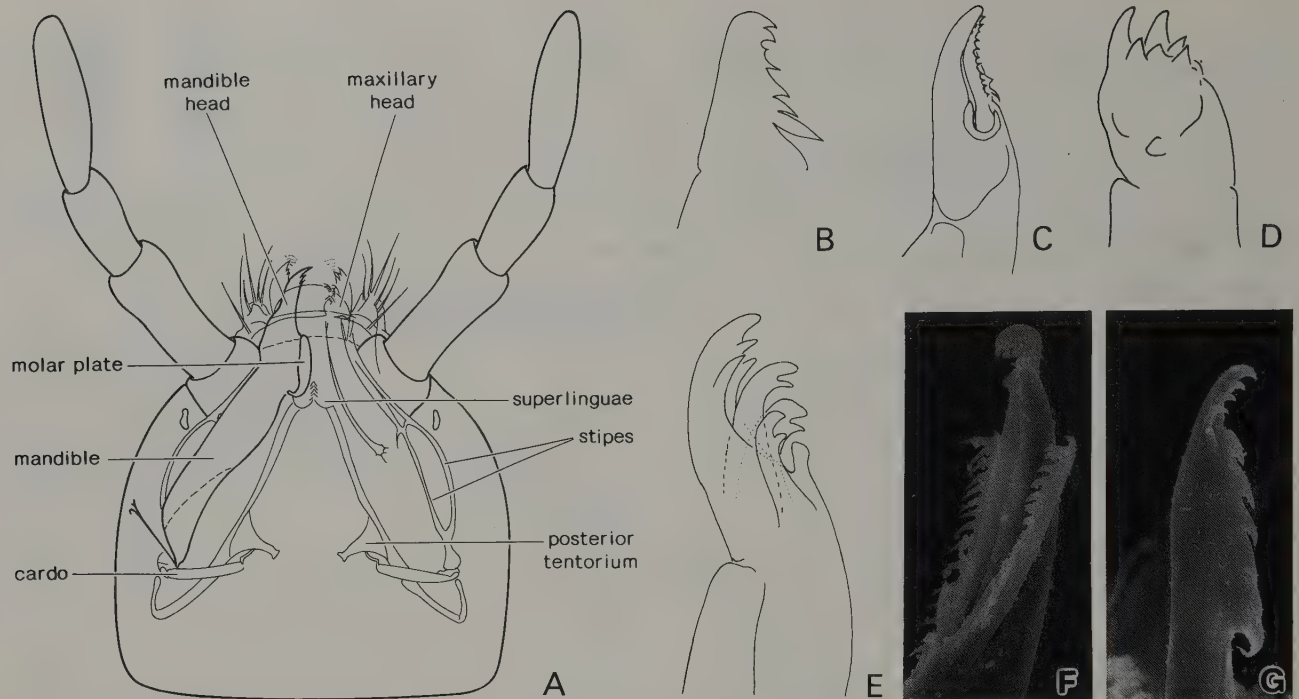 mandible
head
maxillary
head
molar plate
superlinguae
stipes
mandible
posterior
tentorium
cardo
A
B
C
D
E
F
G